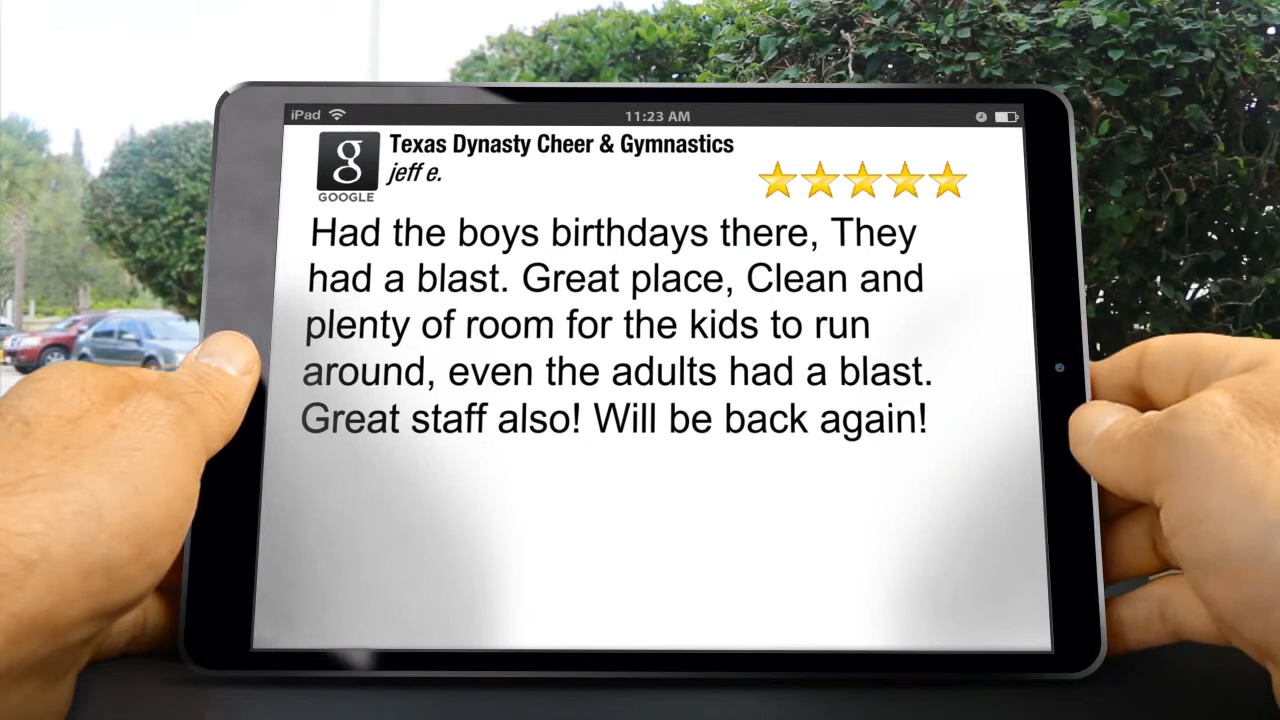 iPad 11:23 AM
Texas Dynasty Cheer & Gymnastics
jeff e.
g
GOOGLE
Had the boys birthdays there, They
had a blast. Great place, Clean and
plenty of room for the kids to run
around, even the adults had a blast.
Great staff also! Will be back again!